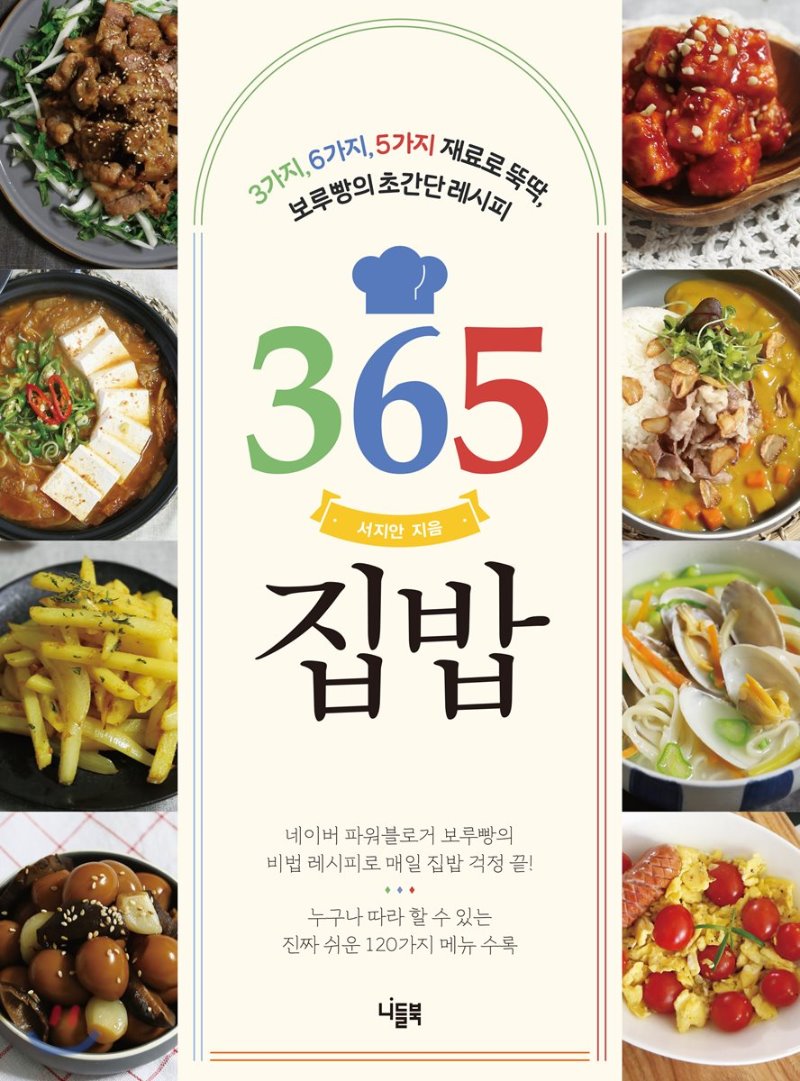 3가지, 6가지, 5가지 재료로 뚝딱,
보루빵의 초간단 레시피
365
서지안 지음
집밥
네이버 파워블로거 보루빵의
비법 레시피로 매일 집밥 걱정 끝!
누구나 따라 할 수 있는
진짜 쉬운 120가지 메뉴 수록
니들북